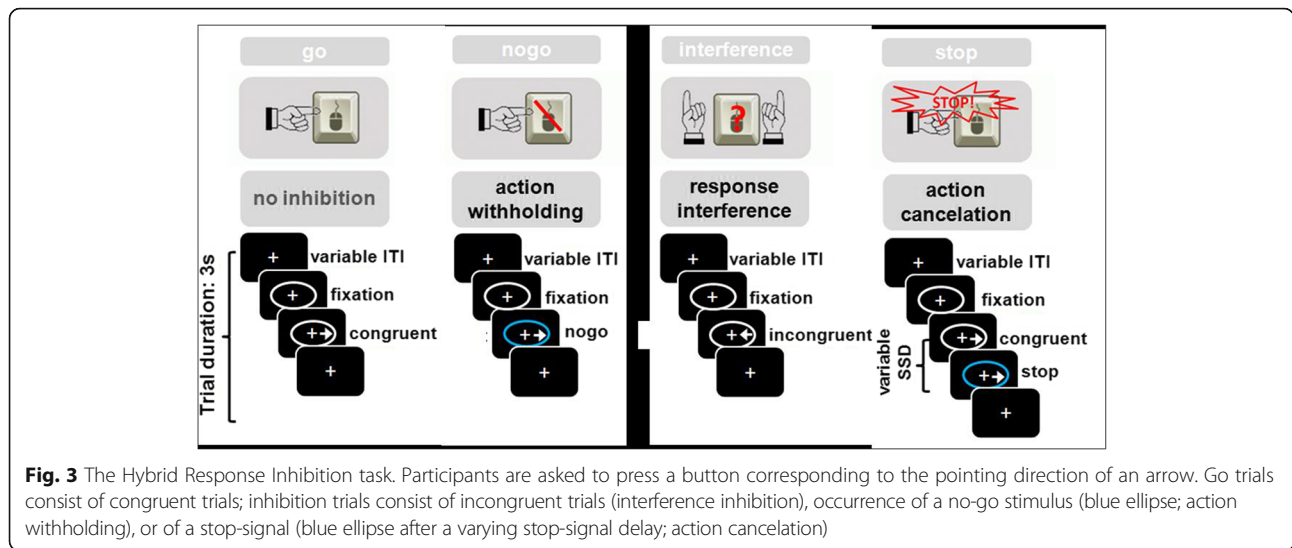 go
nogo
interference
stop
?
STOP!
no inhibition
action
withholding
response
interference
action
cancelation
Trial duration: 3s
variable ITI
fixation
congruent
variable ITI
fixation
nogo
variable ITI
fixation
incongruent
variable ITI
fixation
congruent
variable
SSD
stop
Fig. 3 The Hybrid Response Inhibition task. Participants are asked to press a button corresponding to the pointing direction of an arrow. Go trials
consist of congruent trials; inhibition trials consist of incongruent trials (interference inhibition), occurrence of a no-go stimulus (blue ellipse; action
withholding), or of a stop-signal (blue ellipse after a varying stop-signal delay; action cancelation)